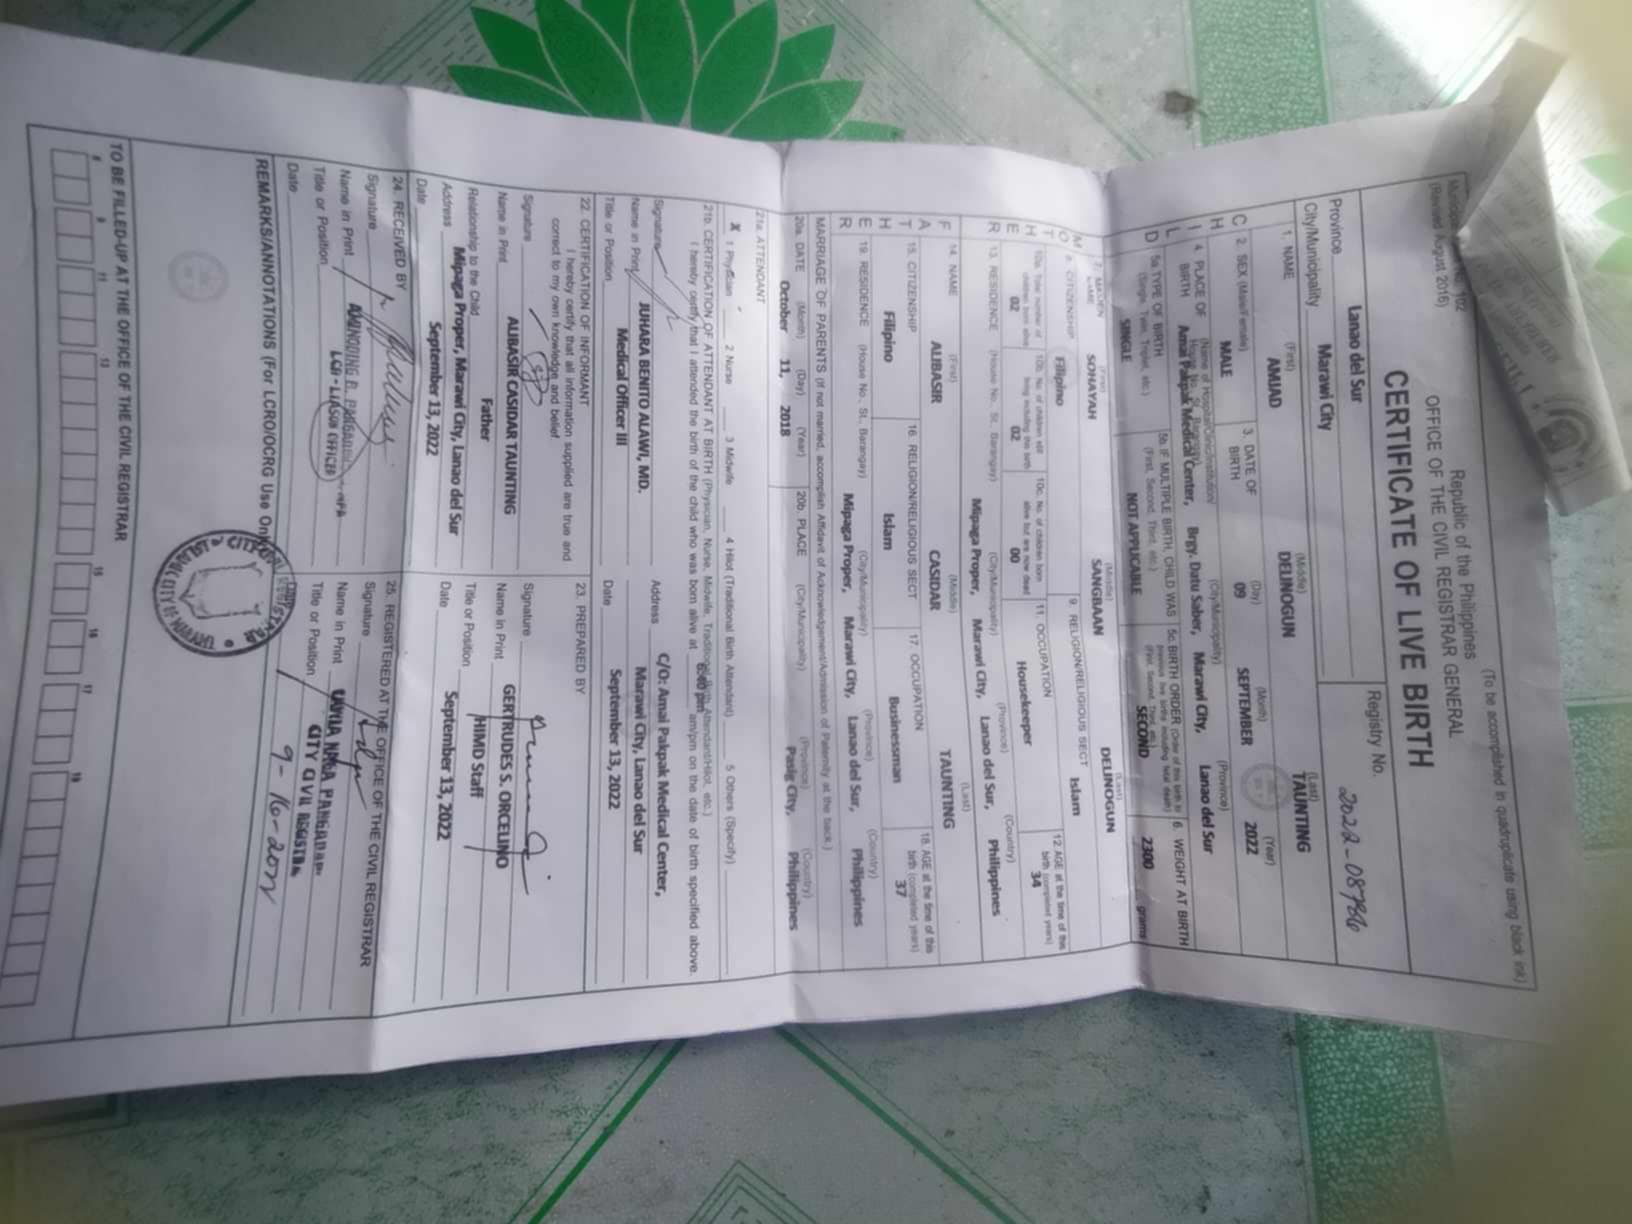 (Revised August 2016)
(To be accomplished in quadruplicate using black ink)
Republic of the Philippines
OFFICE OF THE CIVIL REGISTRAR GENERAL
CERTIFICATE OF LIVE BIRTH
Province Lanao del Sur
Registry No.
City/Municipality Marawi City
2022-08786
CHILD
1. NAME (First) (Middle) (Last)
AMJAD DELINOGUN TAUNTING
2. SEX (Male/Female) 3. DATE OF BIRTH (Day) (Month) (Year)
MALE 09 SEPTEMBER 2022
4. PLACE OF BIRTH (Name of Hospital/Clinic/Institution/ House No., St., Barangay) (City/Municipality) (Province)
Amai Pakpak Medical Center, Brgy. Datu Saber, Marawi City, Lanao del Sur
5a TYPE OF BIRTH (Single, Twin, Triplet, etc.) 5b IF MULTIPLE BIRTH, CHILD WAS (First, Second, Third, etc.) 5c. BIRTH ORDER (Order of this birth to previous live births including fetal death) (First, Second, Third, etc.) 6. WEIGHT AT BIRTH
SINGLE NOT APPLICABLE SECOND 2300 grams
MOTHER
7. MAIDEN NAME (First) (Middle) (Last)
SOHAYAH SANGBAAN DELINOGUN
8. CITIZENSHIP 9. RELIGION/RELIGIOUS SECT
Filipino Islam
10a. Total number of children born alive 10b. No. of children still living including this birth 10c. No. of children born alive but are now dead 11. OCCUPATION 12. AGE at the time of this birth (completed years)
02 02 00 Housekeeper 34
13. RESIDENCE (House No., St., Barangay) (City/Municipality) (Province) (Country)
Mipaga Proper, Marawi City, Lanao del Sur, Philippines
FATHER
14. NAME (First) (Middle) (Last)
ALIBASIR CASIDAR TAUNTING
15. CITIZENSHIP 16. RELIGION/RELIGIOUS SECT 17. OCCUPATION 18. AGE at the time of this birth (completed years)
Filipino Islam Businessman 37
19. RESIDENCE (House No., St., Barangay) (City/Municipality) (Province) (Country)
Mipaga Proper, Marawi City, Lanao del Sur, Philippines
MARRIAGE OF PARENTS (If not married, accomplish Affidavit of Acknowledgement/Admission of Paternity at the back.)
20a. DATE (Month) (Day) (Year) 20b. PLACE (City/Municipality) (Province) (Country)
October 11, 2018 Pasig City, Philippines
21a. ATTENDANT
X 1 Physician 2 Nurse 3 Midwife 4 Hilot (Traditional Birth Attendant) 5 Others (Specify)
21b. CERTIFICATION OF ATTENDANT AT BIRTH (Physician, Nurse, Midwife, Traditional Birth Attendant/Hilot, etc.)
I hereby certify that I attended the birth of the child who was born alive at am/pm on the date of birth specified above.
Signature
Address C/O: Amai Pakpak Medical Center,
Name in Print JUHARA BENITO ALAWI, MD.
Marawi City, Lanao del Sur
Title or Position Medical Officer III
Date September 13, 2022
22. CERTIFICATION OF INFORMANT
I hereby certify that all information supplied are true and
correct to my own knowledge and belief
Signature
Name in Print ALIBASIR CASIDAR TAUNTING
Relationship to the Child Father
Address Mipaga Proper, Marawi City, Lanao del Sur
Date September 13, 2022
23. PREPARED BY
Signature
Name in Print GERTRUDES S. ORCELINO
Title or Position HIMD Staff
Date September 13, 2022
24. RECEIVED BY
Signature
Name in Print
Title or Position LCR-LIASON OFFICER
Date
25. REGISTERED AT THE OFFICE OF THE CIVIL REGISTRAR
Signature
Name in Print
Title or Position CITY CIVIL
9-16-2022
REMARKS/ANNOTATIONS (For LCRO/OCRG Use Only)
TO BE FILLED-UP AT THE OFFICE OF THE CIVIL REGISTRAR
8 9 11 13 15 16 17 19